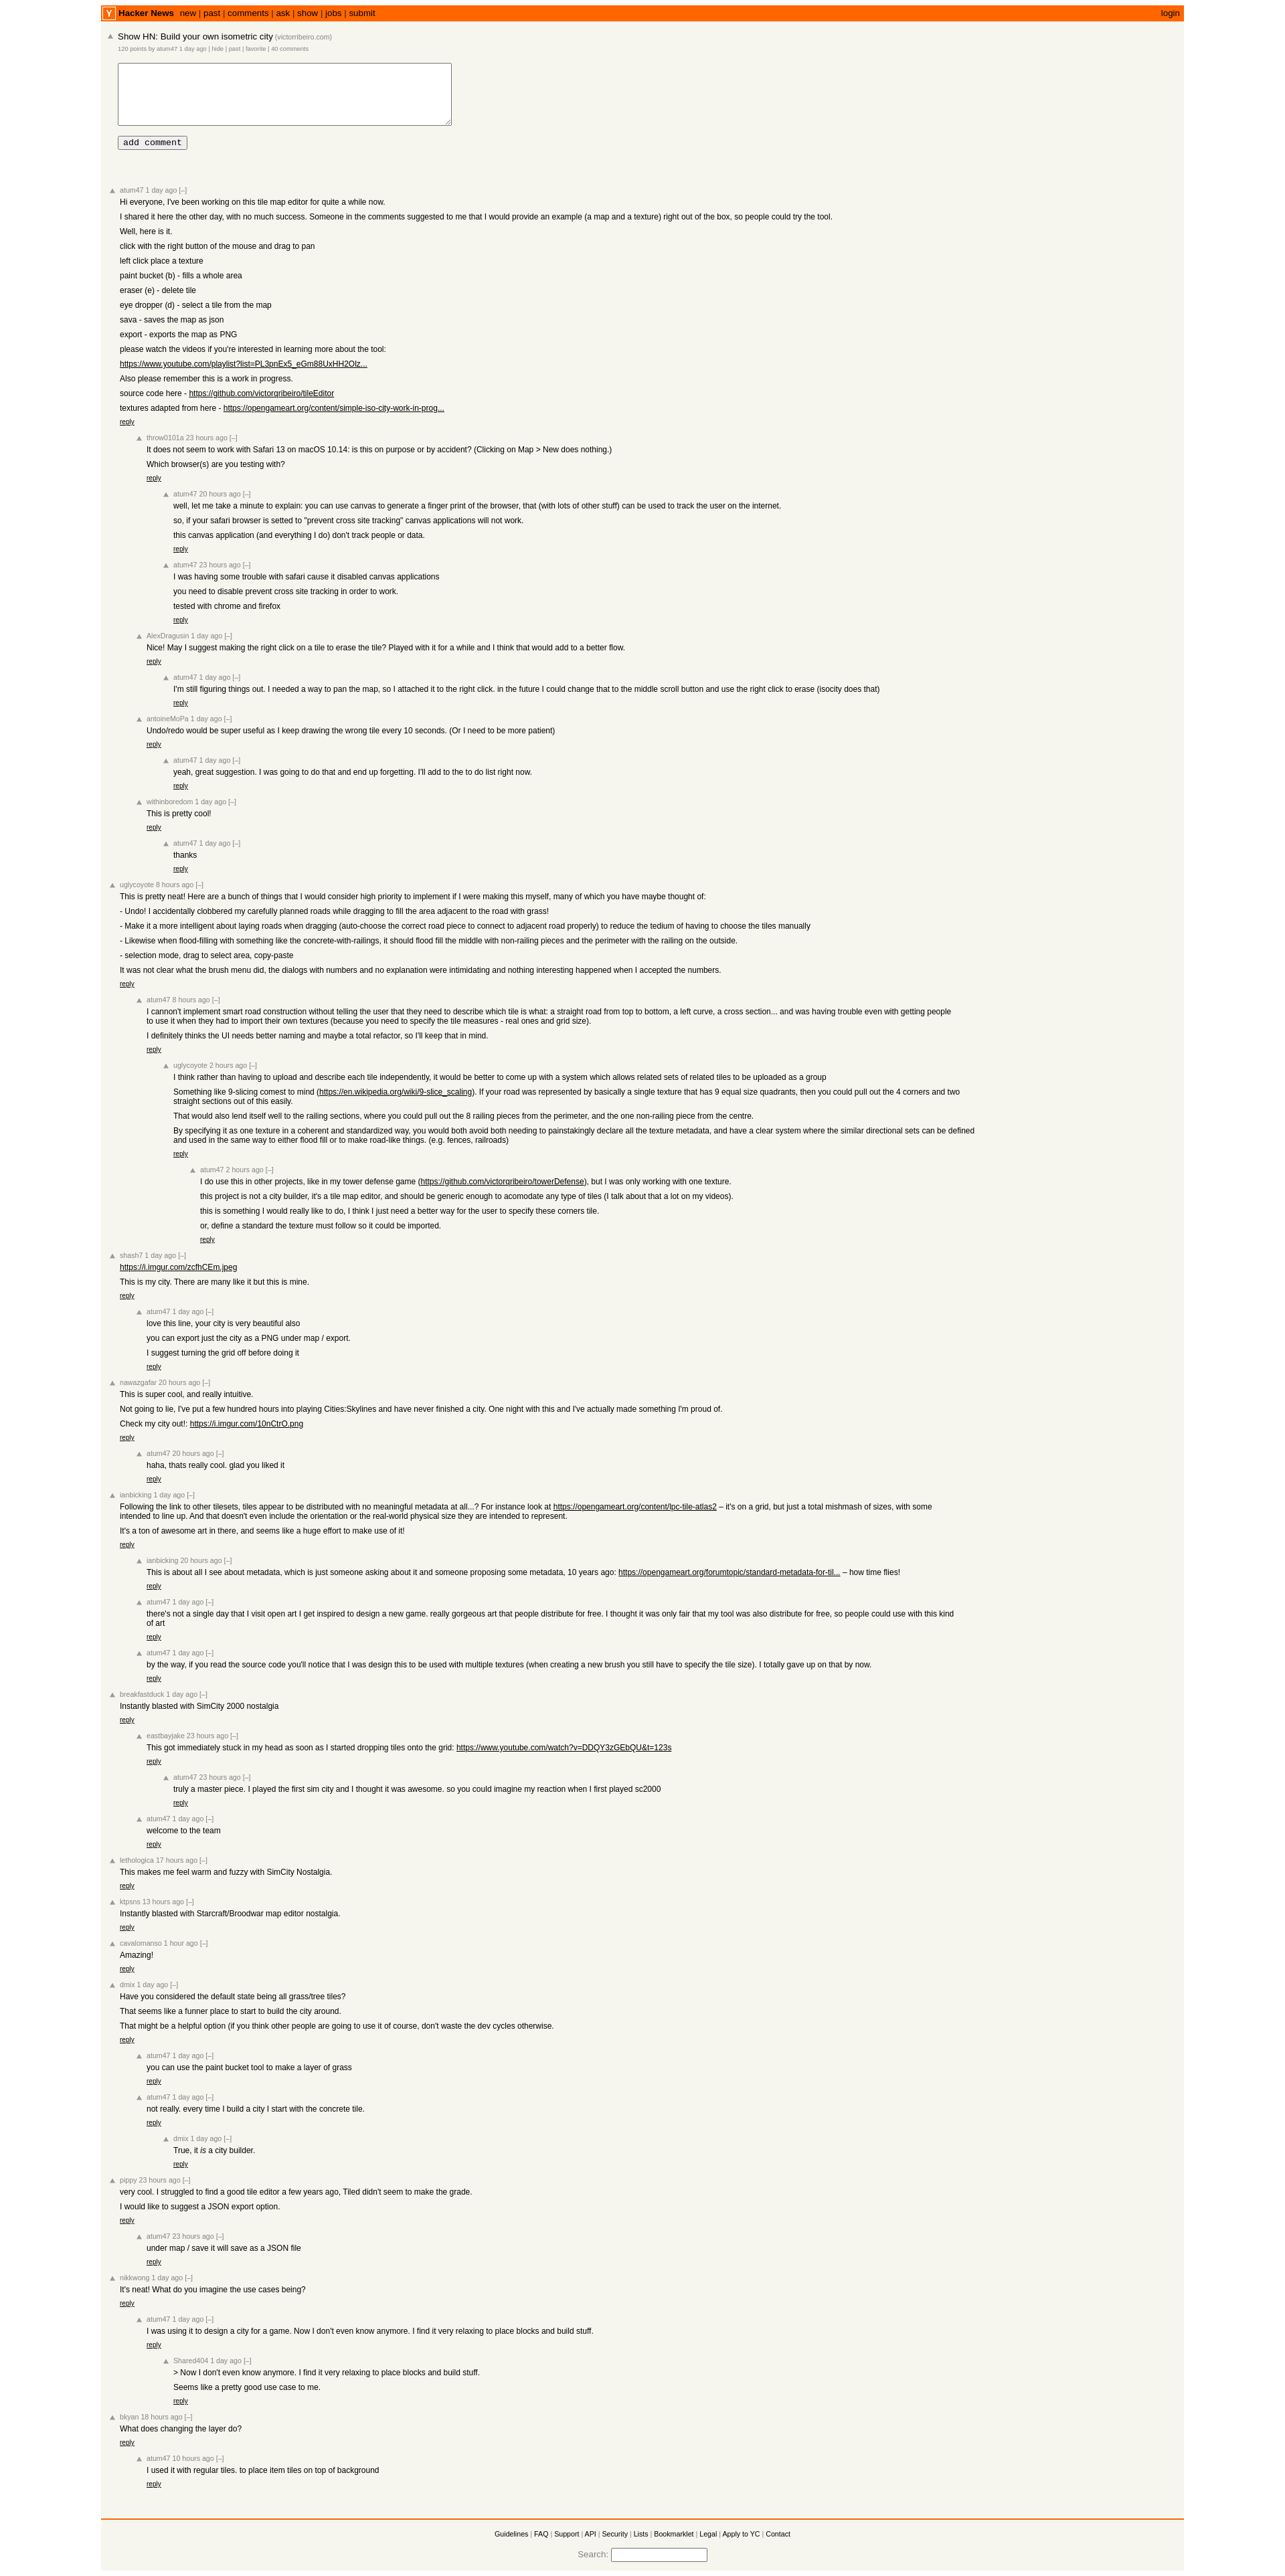 Y Hacker News new | past | comments | ask | show | jobs | submit login
Show HN: Build your own isometric city (victorribeiro.com)
120 points by atum47 1 day ago | hide | past | favorite | 40 comments
add comment
atum47 1 day ago [–]
Hi everyone, I've been working on this tile map editor for quite a while now.
I shared it here the other day, with no much success. Someone in the comments suggested to me that I would provide an example (a map and a texture) right out of the box, so people could try the tool.
Well, here is it.
click with the right button of the mouse and drag to pan
left click place a texture
paint bucket (b) - fills a whole area
eraser (e) - delete tile
eye dropper (d) - select a tile from the map
sava - saves the map as json
export - exports the map as PNG
please watch the videos if you're interested in learning more about the tool:
https://www.youtube.com/playlist?list=PL3pnEx5_eGm88UxHH2Olz...
Also please remember this is a work in progress.
source code here - https://github.com/victorqribeiro/tileEditor
textures adapted from here - https://opengameart.org/content/simple-iso-city-work-in-prog...
reply
throw0101a 23 hours ago [–]
It does not seem to work with Safari 13 on macOS 10.14: is this on purpose or by accident? (Clicking on Map > New does nothing.)
Which browser(s) are you testing with?
reply
atum47 20 hours ago [–]
well, let me take a minute to explain: you can use canvas to generate a finger print of the browser, that (with lots of other stuff) can be used to track the user on the internet.
so, if your safari browser is setted to "prevent cross site tracking" canvas applications will not work.
this canvas application (and everything I do) don't track people or data.
reply
atum47 23 hours ago [–]
I was having some trouble with safari cause it disabled canvas applications
you need to disable prevent cross site tracking in order to work.
tested with chrome and firefox
reply
AlexDragusin 1 day ago [–]
Nice! May I suggest making the right click on a tile to erase the tile? Played with it for a while and I think that would add to a better flow.
reply
atum47 1 day ago [–]
I'm still figuring things out. I needed a way to pan the map, so I attached it to the right click. in the future I could change that to the middle scroll button and use the right click to erase (isocity does that)
reply
antoineMoPa 1 day ago [–]
Undo/redo would be super useful as I keep drawing the wrong tile every 10 seconds. (Or I need to be more patient)
reply
atum47 1 day ago [–]
yeah, great suggestion. I was going to do that and end up forgetting. I'll add to the to do list right now.
reply
withinboredom 1 day ago [–]
This is pretty cool!
reply
atum47 1 day ago [–]
thanks
reply
uglycoyote 8 hours ago [–]
This is pretty neat! Here are a bunch of things that I would consider high priority to implement if I were making this myself, many of which you have maybe thought of:
- Undo! I accidentally clobbered my carefully planned roads while dragging to fill the area adjacent to the road with grass!
- Make it a more intelligent about laying roads when dragging (auto-choose the correct road piece to connect to adjacent road properly) to reduce the tedium of having to choose the tiles manually
- Likewise when flood-filling with something like the concrete-with-railings, it should flood fill the middle with non-railing pieces and the perimeter with the railing on the outside.
- selection mode, drag to select area, copy-paste
It was not clear what the brush menu did, the dialogs with numbers and no explanation were intimidating and nothing interesting happened when I accepted the numbers.
reply
atum47 8 hours ago [–]
I cannon't implement smart road construction without telling the user that they need to describe which tile is what: a straight road from top to bottom, a left curve, a cross section... and was having trouble even with getting people
to use it when they had to import their own textures (because you need to specify the tile measures - real ones and grid size).
I definitely thinks the UI needs better naming and maybe a total refactor, so I'll keep that in mind.
reply
uglycoyote 2 hours ago [–]
I think rather than having to upload and describe each tile independently, it would be better to come up with a system which allows related sets of related tiles to be uploaded as a group
Something like 9-slicing comest to mind (https://en.wikipedia.org/wiki/9-slice_scaling). If your road was represented by basically a single texture that has 9 equal size quadrants, then you could pull out the 4 corners and two
straight sections out of this easily.
That would also lend itself well to the railing sections, where you could pull out the 8 railing pieces from the perimeter, and the one non-railing piece from the centre.
By specifying it as one texture in a coherent and standardized way, you would both avoid both needing to painstakingly declare all the texture metadata, and have a clear system where the similar directional sets can be defined
and used in the same way to either flood fill or to make road-like things. (e.g. fences, railroads)
reply
atum47 2 hours ago [–]
I do use this in other projects, like in my tower defense game (https://github.com/victorqribeiro/towerDefense), but I was only working with one texture.
this project is not a city builder, it's a tile map editor, and should be generic enough to acomodate any type of tiles (I talk about that a lot on my videos).
this is something I would really like to do, I think I just need a better way for the user to specify these corners tile.
or, define a standard the texture must follow so it could be imported.
reply
shash7 1 day ago [–]
https://i.imgur.com/zcfhCEm.jpeg
This is my city. There are many like it but this is mine.
reply
atum47 1 day ago [–]
love this line, your city is very beautiful also
you can export just the city as a PNG under map / export.
I suggest turning the grid off before doing it
reply
nawazgafar 20 hours ago [–]
This is super cool, and really intuitive.
Not going to lie, I've put a few hundred hours into playing Cities:Skylines and have never finished a city. One night with this and I've actually made something I'm proud of.
Check my city out!: https://i.imgur.com/10nCtrO.png
reply
atum47 20 hours ago [–]
haha, thats really cool. glad you liked it
reply
ianbicking 1 day ago [–]
Following the link to other tilesets, tiles appear to be distributed with no meaningful metadata at all...? For instance look at https://opengameart.org/content/lpc-tile-atlas2 – it's on a grid, but just a total mishmash of sizes, with some
intended to line up. And that doesn't even include the orientation or the real-world physical size they are intended to represent.
It's a ton of awesome art in there, and seems like a huge effort to make use of it!
reply
ianbicking 20 hours ago [–]
This is about all I see about metadata, which is just someone asking about it and someone proposing some metadata, 10 years ago: https://opengameart.org/forumtopic/standard-metadata-for-til... – how time flies!
reply
atum47 1 day ago [–]
there's not a single day that I visit open art I get inspired to design a new game. really gorgeous art that people distribute for free. I thought it was only fair that my tool was also distribute for free, so people could use with this kind
of art
reply
atum47 1 day ago [–]
by the way, if you read the source code you'll notice that I was design this to be used with multiple textures (when creating a new brush you still have to specify the tile size). I totally gave up on that by now.
reply
breakfastduck 1 day ago [–]
Instantly blasted with SimCity 2000 nostalgia
reply
eastbayjake 23 hours ago [–]
This got immediately stuck in my head as soon as I started dropping tiles onto the grid: https://www.youtube.com/watch?v=DDQY3zGEbQU&t=123s
reply
atum47 23 hours ago [–]
truly a master piece. I played the first sim city and I thought it was awesome. so you could imagine my reaction when I first played sc2000
reply
atum47 1 day ago [–]
welcome to the team
reply
lethologica 17 hours ago [–]
This makes me feel warm and fuzzy with SimCity Nostalgia.
reply
ktpsns 13 hours ago [–]
Instantly blasted with Starcraft/Broodwar map editor nostalgia.
reply
cavalomanso 1 hour ago [–]
Amazing!
reply
dmix 1 day ago [–]
Have you considered the default state being all grass/tree tiles?
That seems like a funner place to start to build the city around.
That might be a helpful option (if you think other people are going to use it of course, don't waste the dev cycles otherwise.
reply
atum47 1 day ago [–]
you can use the paint bucket tool to make a layer of grass
reply
atum47 1 day ago [–]
not really. every time I build a city I start with the concrete tile.
reply
dmix 1 day ago [–]
True, it is a city builder.
reply
pippy 23 hours ago [–]
very cool. I struggled to find a good tile editor a few years ago, Tiled didn't seem to make the grade.
I would like to suggest a JSON export option.
reply
atum47 23 hours ago [–]
under map / save it will save as a JSON file
reply
nikkwong 1 day ago [–]
It's neat! What do you imagine the use cases being?
reply
atum47 1 day ago [–]
I was using it to design a city for a game. Now I don't even know anymore. I find it very relaxing to place blocks and build stuff.
reply
Shared404 1 day ago [–]
> Now I don't even know anymore. I find it very relaxing to place blocks and build stuff.
Seems like a pretty good use case to me.
reply
bkyan 18 hours ago [–]
What does changing the layer do?
reply
atum47 10 hours ago [–]
I used it with regular tiles. to place item tiles on top of background
reply
Guidelines | FAQ | Support | API | Security | Lists | Bookmarklet | Legal | Apply to YC | Contact
Search: